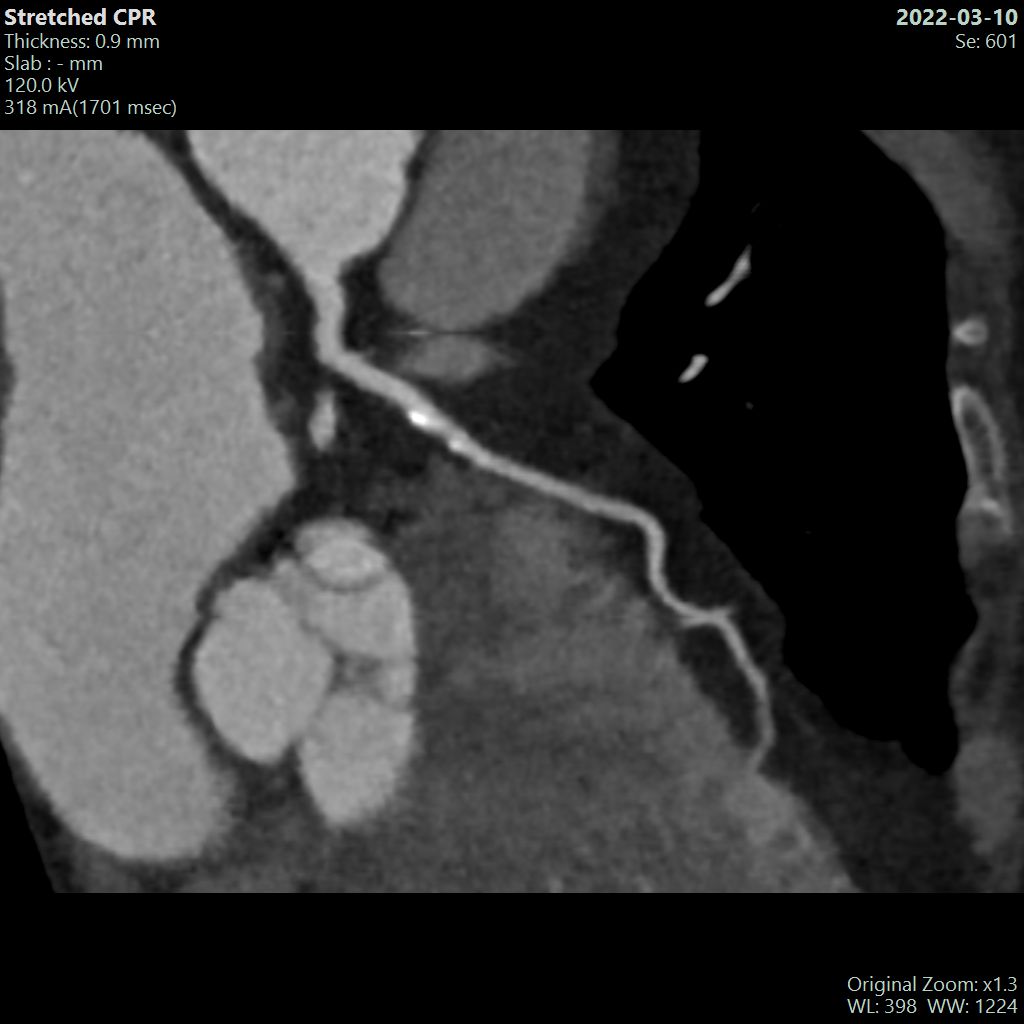 Stretched CPR
Thickness: 0.9 mm
Slab : - mm
120.0 kV
318 mA(1701 msec)
2022-03-10
Se: 601
Original Zoom: x1.3
WL: 398 WW: 1224